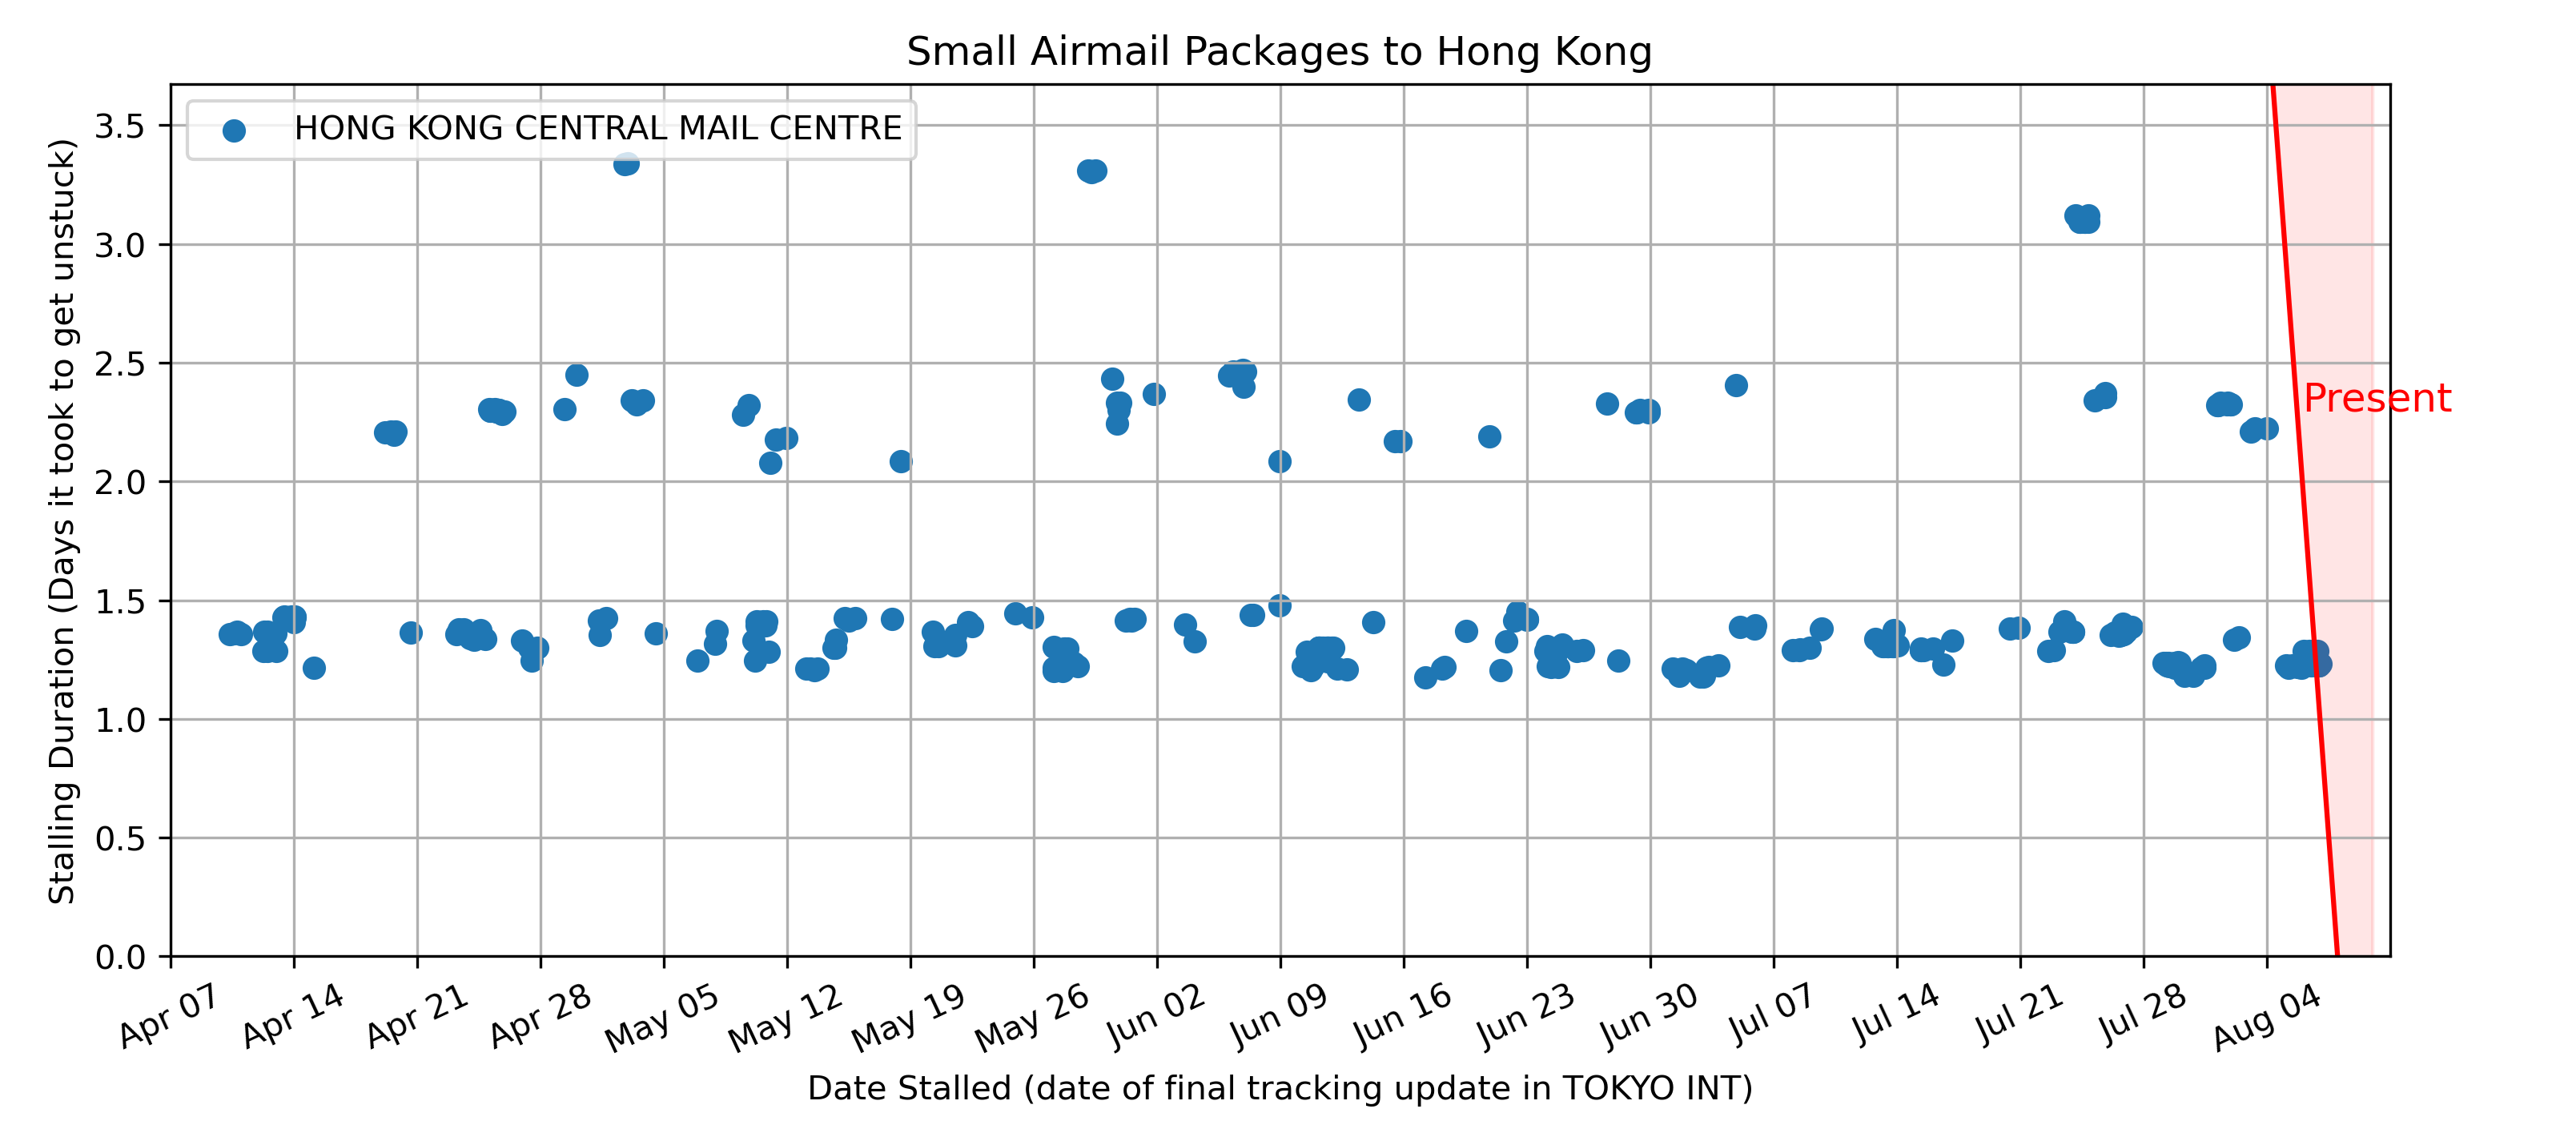 Small Airmail Packages to Hong Kong
HONG KONG CENTRAL MAIL CENTRE
Stalling Duration (Days it took to get unstuck)
3.5
3.0
2.5
2.0
1.5
1.0
0.5
0.0
Present
Apr 07
Apr 14
Apr 21
Apr 28
May 05
May 12
May 19
May 26
Jun 02
Jun 09
Jun 16
Jun 23
Jun 30
Jul 07
Jul 14
Jul 21
Jul 28
Aug 04
Date Stalled (date of final tracking update in TOKYO INT)